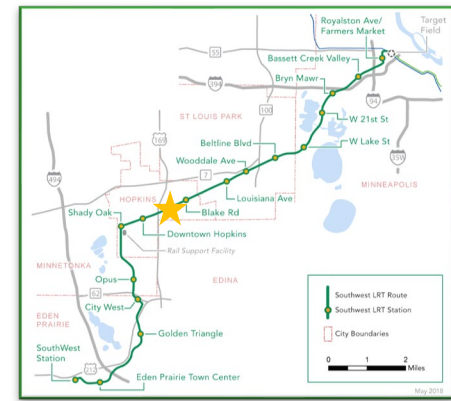 Royalston Ave/
Farmers Market
Target
Field
55
Bassett Creek Valley
394
Bryn Mawr
94
ST LOUIS PARK
100
W 21st St
169
Beltline Blvd
W Lake St
35W
Wooddale Ave
7
MINNEAPOLIS
494
Louisiana Ave
HOPKINS
Shady Oak
Blake Rd
Downtown Hopkins
Rail Support Facility
MINNETONKA
EDINA
Opus
62
City West
EDEN
PRAIRIE
Golden Triangle
SouthWest
Station
212
Eden Prairie Town Center
Southwest LRT Route
Southwest LRT Station
City Boundaries
0 1 2
Miles
May 2018